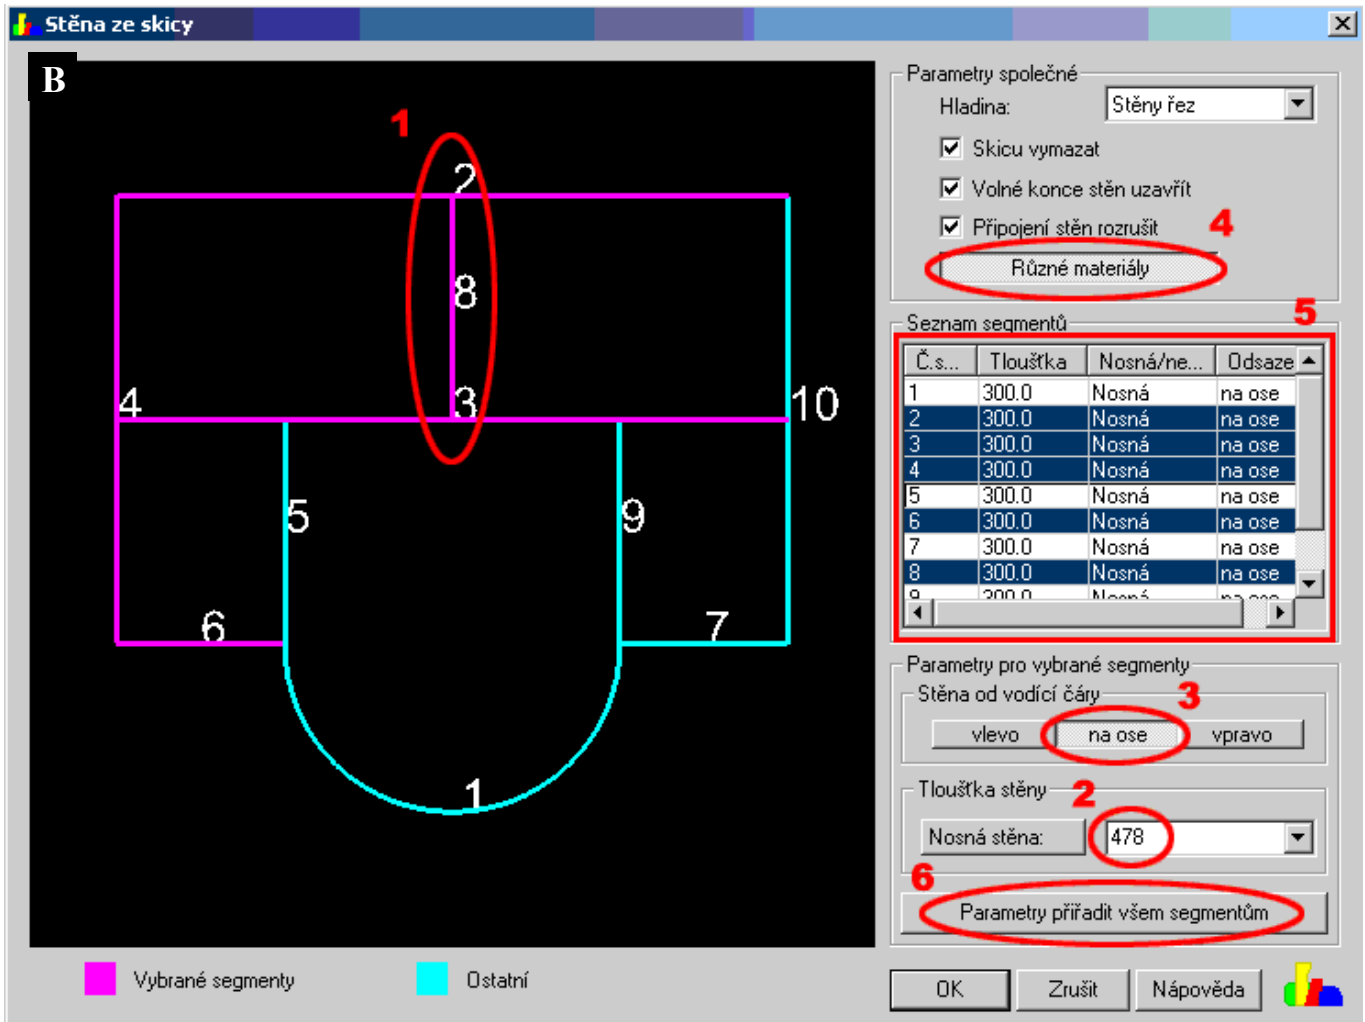 Stěna ze skicy
B
1
2
8
3
4
10
5
9
6
7
1
Vybrané segmenty
Ostatní
Parametry společné
Hladina: Stěny řez
Skicu vymazat
Volné konce stěn uzavřít
Připojení stěn rozrušit
4
Různé materiály
5
Seznam segmentů
Č.s... Tloušťka Nosná/ne... Odsaze
1 300.0 Nosná na ose
2 300.0 Nosná na ose
3 300.0 Nosná na ose
4 300.0 Nosná na ose
5 300.0 Nosná na ose
6 300.0 Nosná na ose
7 300.0 Nosná na ose
8 300.0 Nosná na ose
Parametry pro vybrané segmenty
Stěna od vodící čáry
3
vlevo na ose vpravo
Tloušťka stěny
2
Nosná stěna: 478
6
Parametry přiřadit všem segmentům
OK Zrušit Nápověda